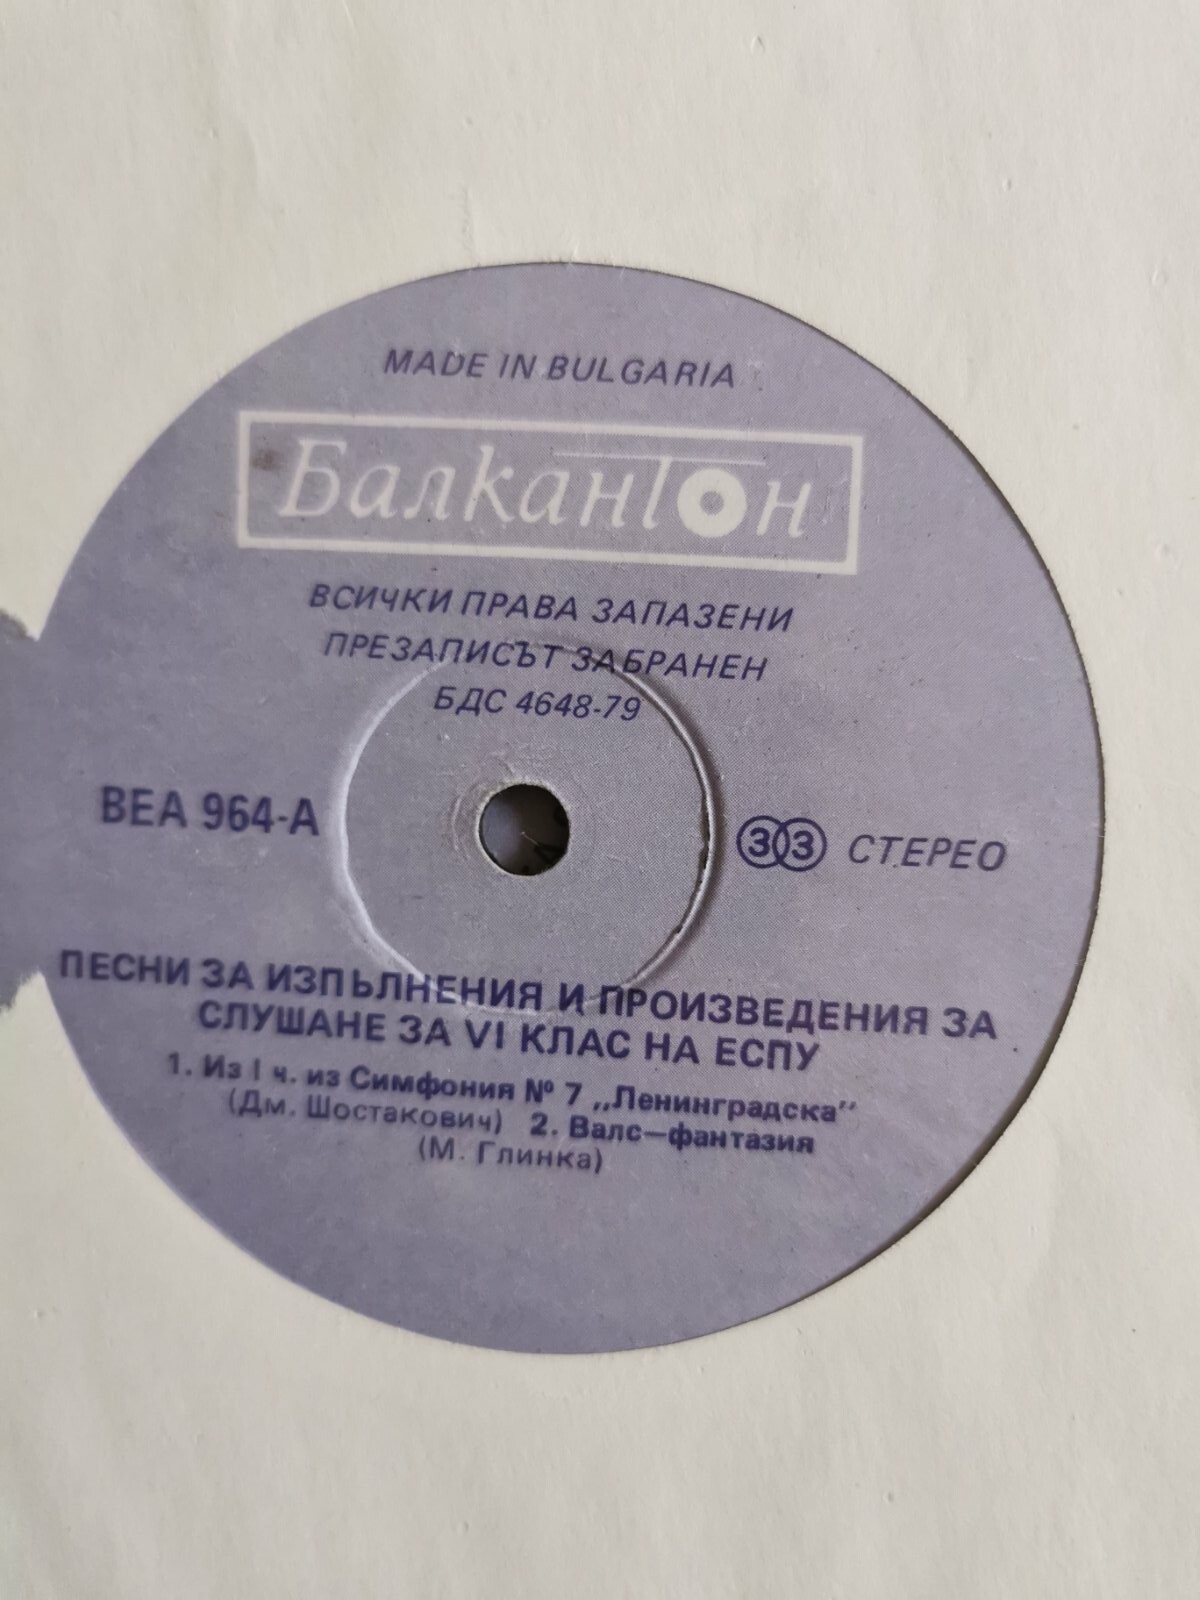 MADE IN BULGARIA
Балкантон
ВСИЧКИ ПРАВА ЗАПАЗЕНИ
ПРЕЗАПИСЪТ ЗАБРАНЕН
БДС 4648-79
ВЕА 964-А
33 СТЕРЕО
ПЕСНИ ЗА ИЗПЪЛНЕНИЯ И ПРОИЗВЕДЕНИЯ ЗА
СЛУШАНЕ ЗА VI КЛАС НА ЕСПУ
1. Из I ч. из Симфония № 7 „Ленинградска”
(Дм. Шостакович) 2. Валс—фантазия
(М. Глинка)